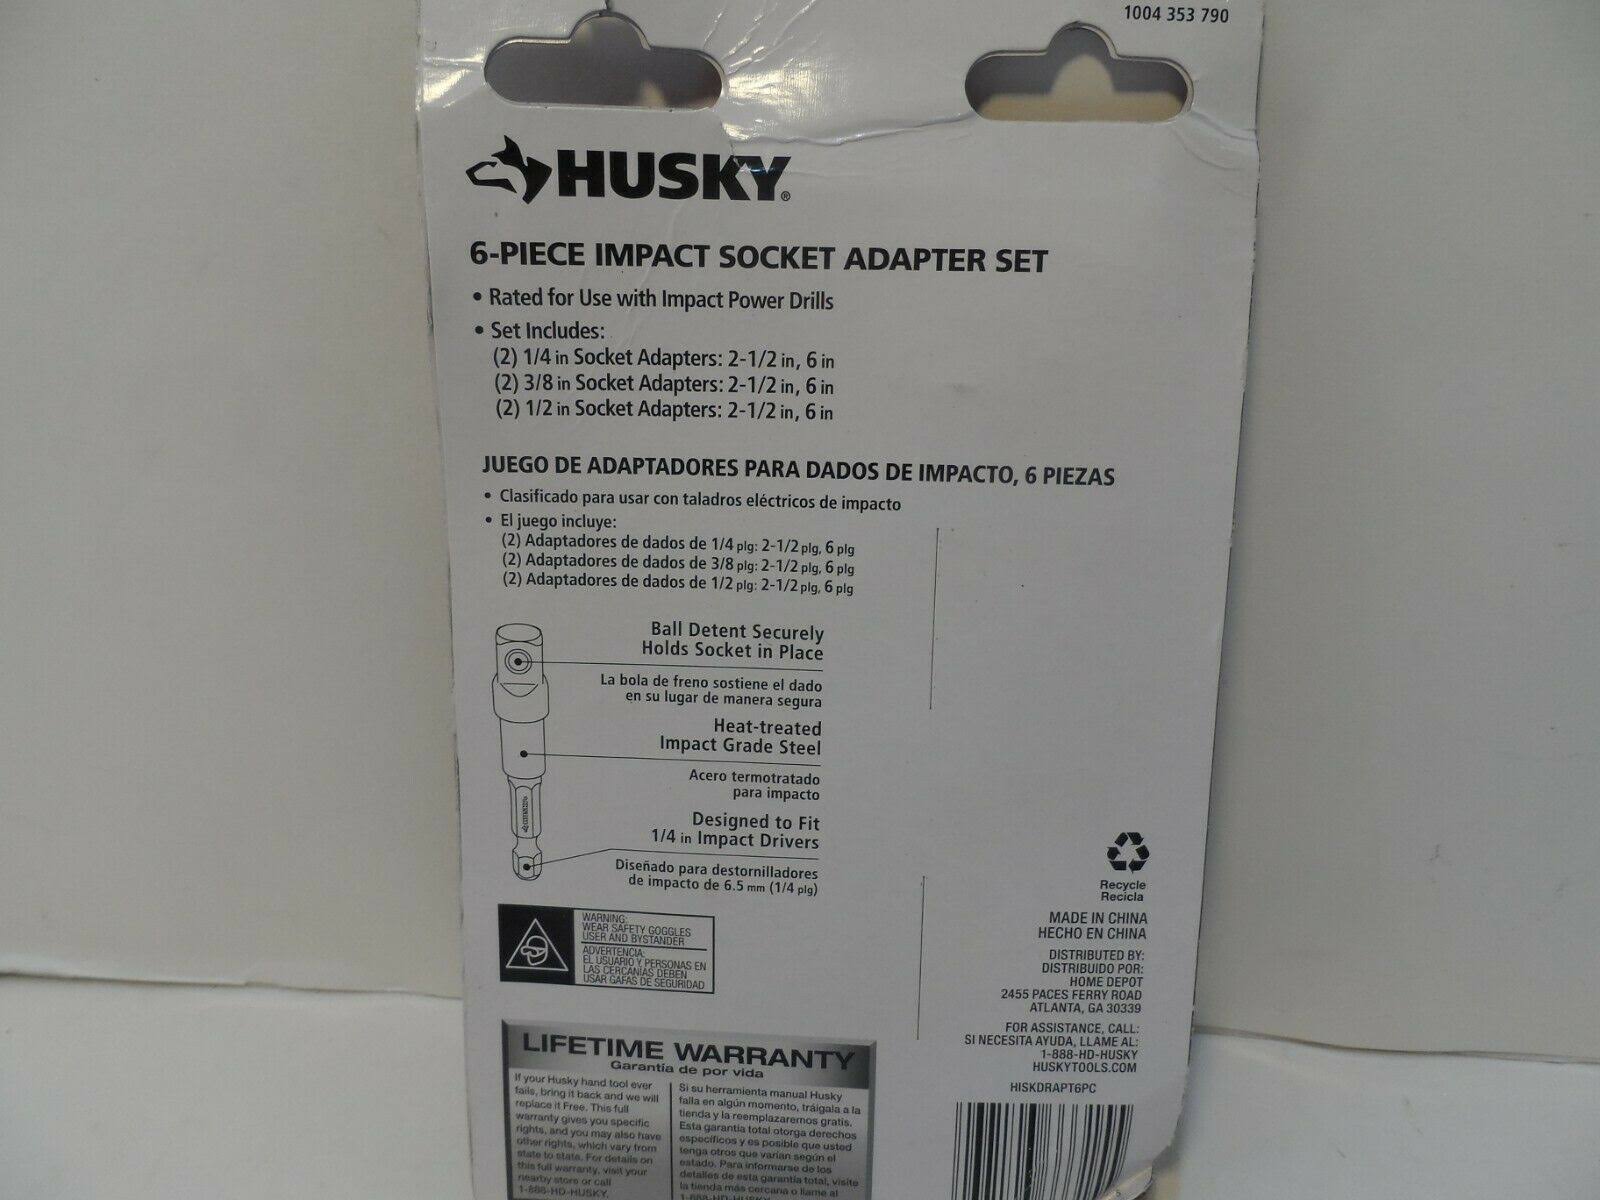 1004 353 790
HUSKY®
6-PIECE IMPACT SOCKET ADAPTER SET
• Rated for Use with Impact Power Drills
• Set Includes:
(2) 1/4 in Socket Adapters: 2-1/2 in, 6 in
(2) 3/8 in Socket Adapters: 2-1/2 in, 6 in
(2) 1/2 in Socket Adapters: 2-1/2 in, 6 in
JUEGO DE ADAPTADORES PARA DADOS DE IMPACTO, 6 PIEZAS
• Clasificado para usar con taladros eléctricos de impacto
• El juego incluye:
(2) Adaptadores de dados de 1/4 plg: 2-1/2 plg, 6 plg
(2) Adaptadores de dados de 3/8 plg: 2-1/2 plg, 6 plg
(2) Adaptadores de dados de 1/2 plg: 2-1/2 plg, 6 plg
Ball Detent Securely
Holds Socket in Place
La bola de freno sostiene el dado
en su lugar de manera segura
Heat-treated
Impact Grade Steel
Acero termotratado
para impacto
Designed to Fit
1/4 in Impact Drivers
Diseñado para destornilladores
de impacto de 6.5 mm (1/4 plg)
HUSKY
WARNING:
WEAR SAFETY GOGGLES
USER AND BYSTANDER
ADVERTENCIA:
EL USUARIO Y PERSONAS EN
LAS CERCANÍAS DEBEN
USAR GAFAS DE SEGURIDAD
Recycle
Recicla
MADE IN CHINA
HECHO EN CHINA
DISTRIBUTED BY:
DISTRIBUIDO POR:
HOME DEPOT
2455 PACES FERRY ROAD
ATLANTA, GA 30339
FOR ASSISTANCE, CALL:
SI NECESITA AYUDA, LLAME AL:
1-888-HD-HUSKY
HUSKYTOOLS.COM
HISKDRAPT6PC
LIFETIME WARRANTY
Garantía de por vida
If your Husky hand tool ever
fails, bring it back and we will
replace it Free. This full
warranty gives you specific
rights, and you may also have
other rights, which vary from
state to state. For details on
this full warranty, visit your
nearby store or call
1-888-HD-HUSKY.
Si su herramienta manual Husky
falla en algún momento, tráigala a la
tienda y la reemplazaremos gratis.
Esta garantía total otorga derechos
específicos y es posible que usted
tenga otros que varían según el
estado. Para informarse de los
detalles de esta garantía total, visite
la tienda más cercana o llame al
1-888-HD-HUSKY